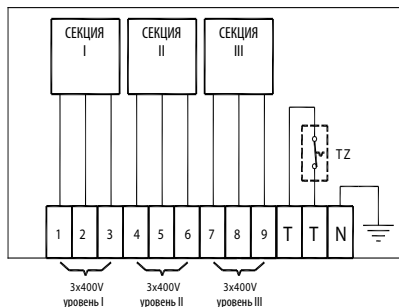 СЕКЦИЯ I
СЕКЦИЯ II
СЕКЦИЯ III
TZ
1 2 3 4 5 6 7 8 9 T T N
3x400V
уровень I
3x400V
уровень II
3x400V
уровень III